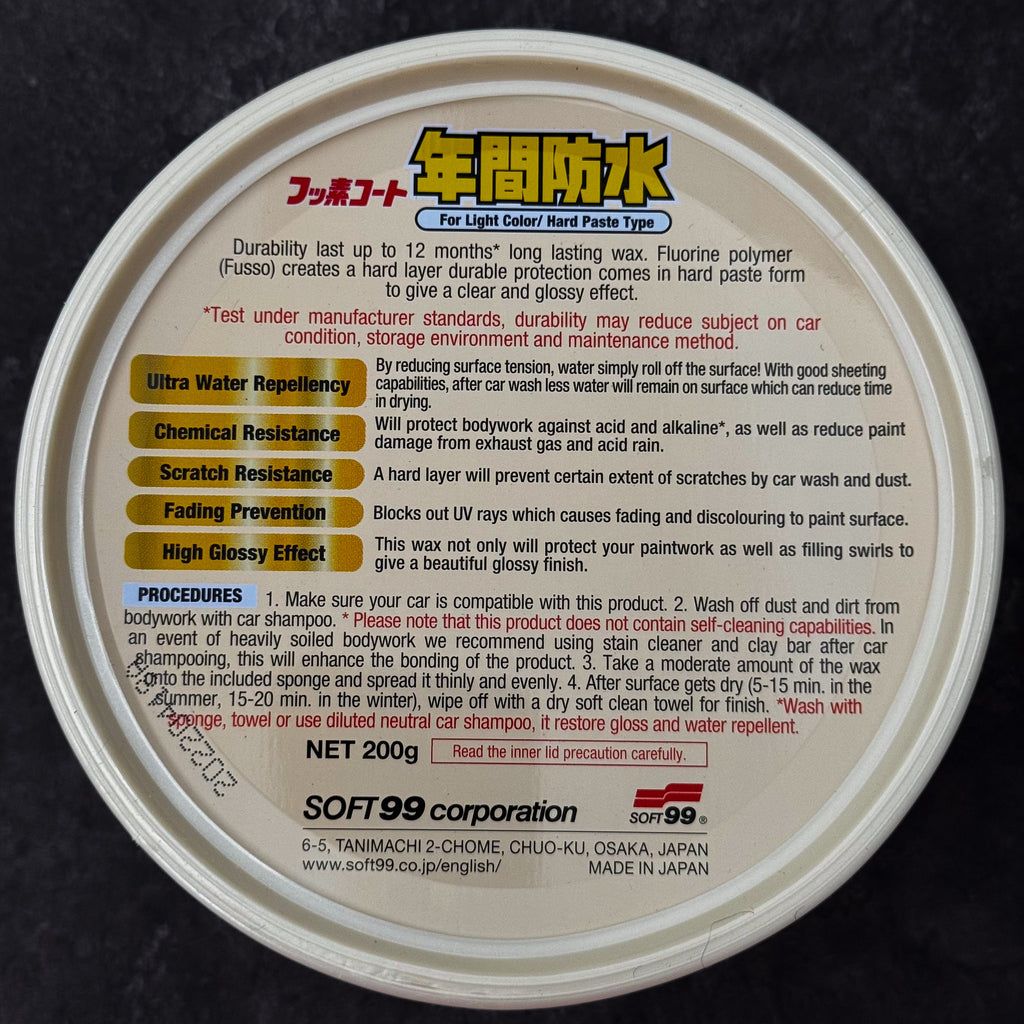 フッ素コート 年間防水
For Light Color/ Hard Paste Type
Durability last up to 12 months* long lasting wax. Fluorine polymer
(Fusso) creates a hard layer durable protection comes in hard paste form
to give a clear and glossy effect.
*Test under manufacturer standards, durability may reduce subject on car
condition, storage environment and maintenance method.
Ultra Water Repellency
By reducing surface tension, water simply roll off the surface! With good sheeting
capabilities, after car wash less water will remain on surface which can reduce time
in drying.
Chemical Resistance
Will protect bodywork against acid and alkaline*, as well as reduce paint
damage from exhaust gas and acid rain.
Scratch Resistance
A hard layer will prevent certain extent of scratches by car wash and dust.
Fading Prevention
Blocks out UV rays which causes fading and discolouring to paint surface.
High Glossy Effect
This wax not only will protect your paintwork as well as filling swirls to
give a beautiful glossy finish.
PROCEDURES 1. Make sure your car is compatible with this product. 2. Wash off dust and dirt from
bodywork with car shampoo. * Please note that this product does not contain self-cleaning capabilities. In
an event of heavily soiled bodywork we recommend using stain cleaner and clay bar after car
shampooing, this will enhance the bonding of the product. 3. Take a moderate amount of the wax
onto the included sponge and spread it thinly and evenly. 4. After surface gets dry (5-15 min. in the
summer, 15-20 min. in the winter), wipe off with a dry soft clean towel for finish. *Wash with
sponge, towel or use diluted neutral car shampoo, it restore gloss and water repellent.
NET 200g
Read the inner lid precaution carefully.
SOFT99 corporation
SOFT99®
6-5, TANIMACHI 2-CHOME, CHUO-KU, OSAKA, JAPAN
www.soft99.co.jp/english/ MADE IN JAPAN